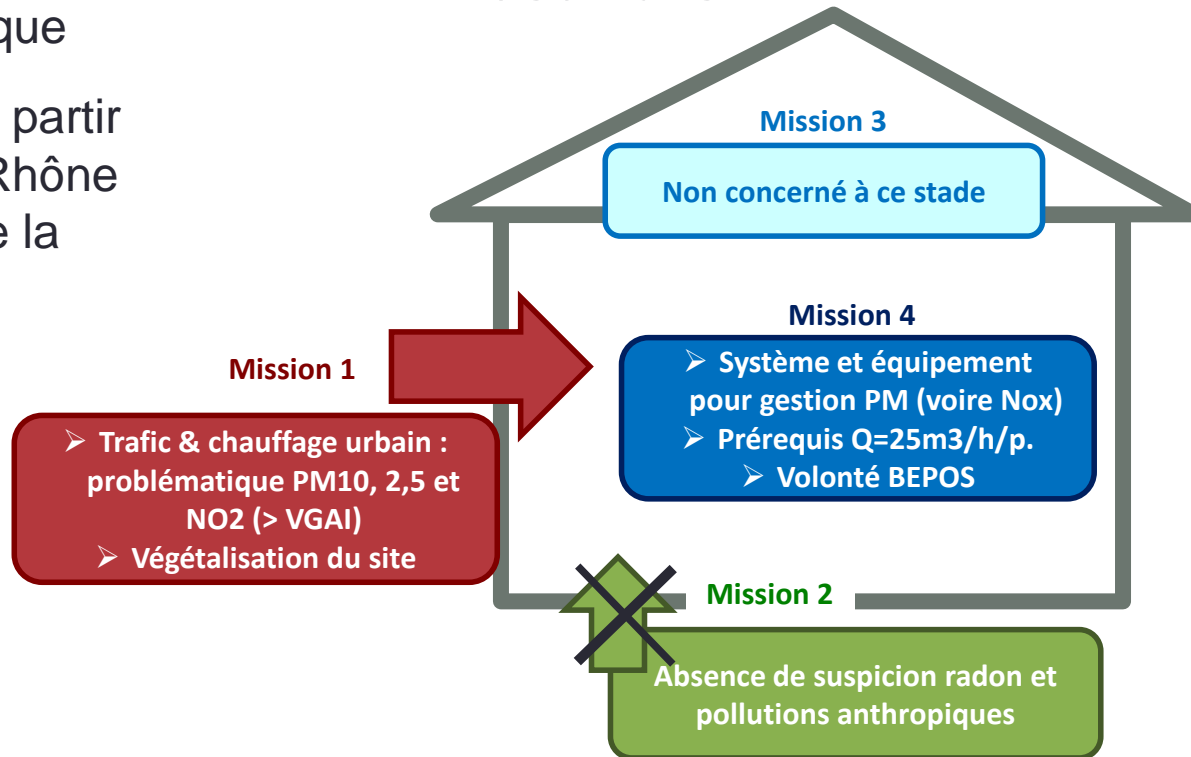 que
partir
Rhône
e la
Mission 3
Non concerné à ce stade
Mission 4
➢ Système et équipement
pour gestion PM (voire Nox)
➢ Prérequis Q=25m3/h/p.
➢ Volonté BEPOS
Mission 1
➢ Trafic & chauffage urbain :
problématique PM10, 2,5 et
NO2 (> VGAI)
➢ Végétalisation du site
Mission 2
Absence de suspicion radon et
pollutions anthropiques